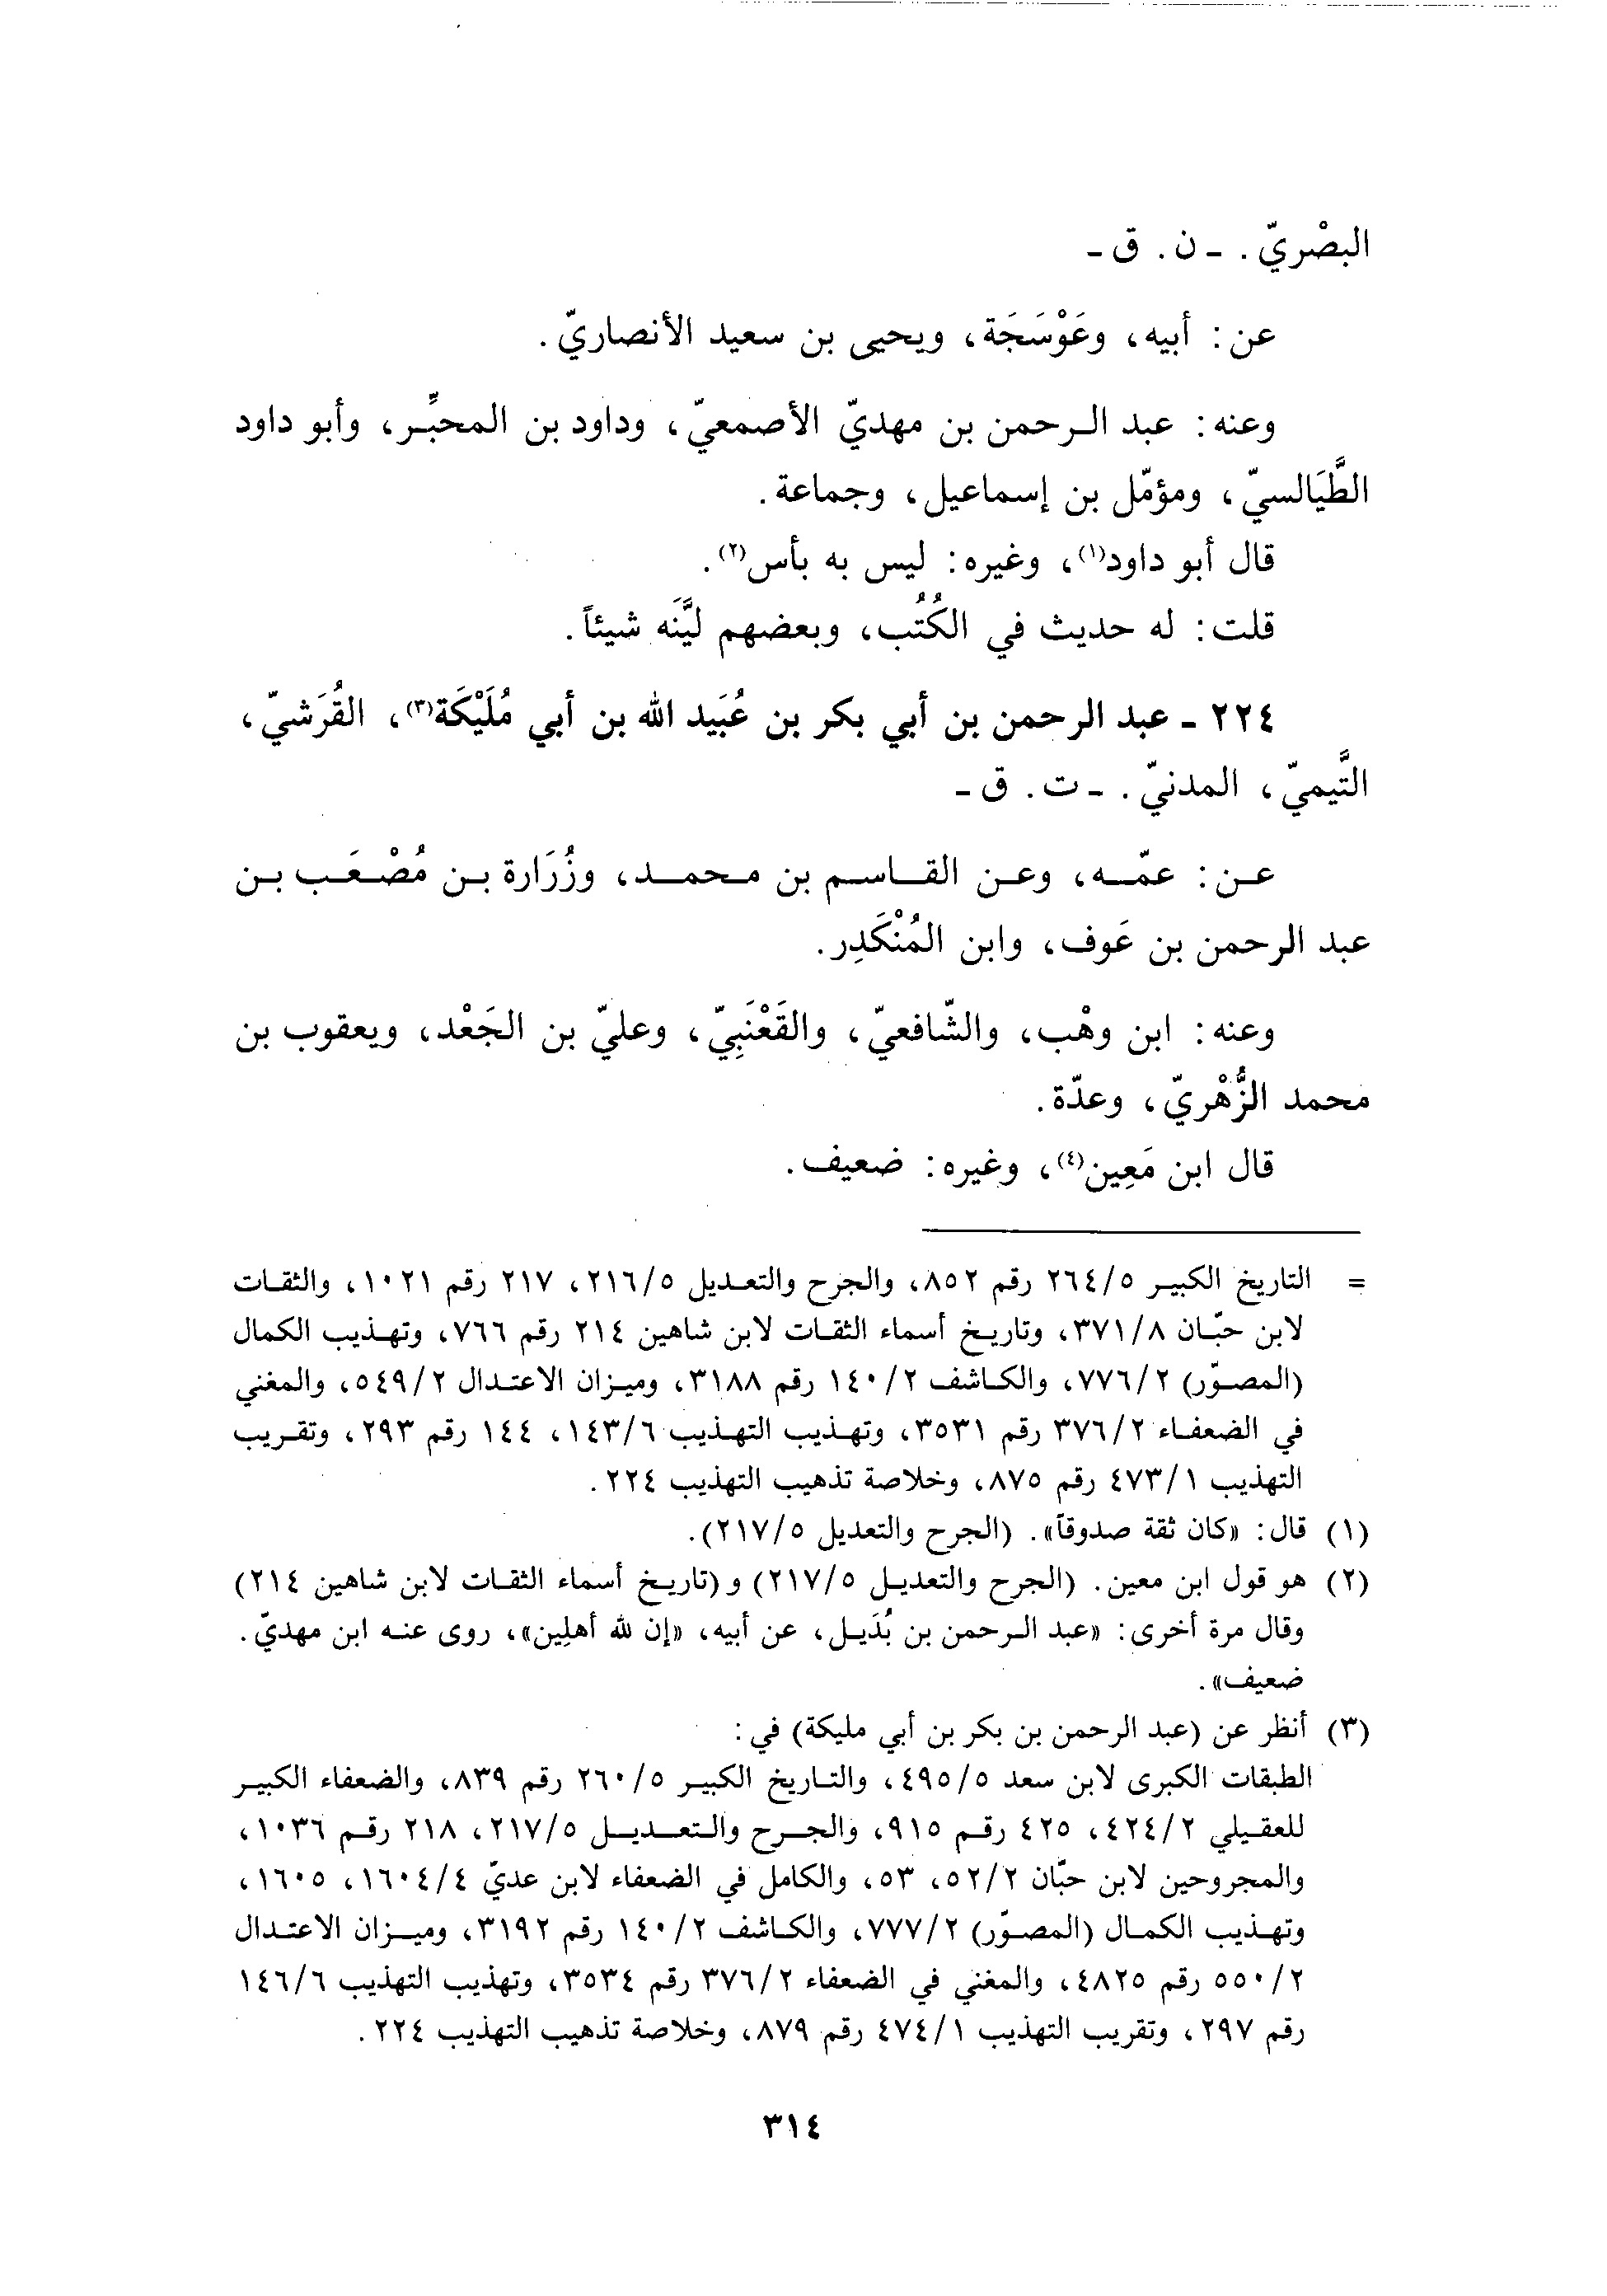 البصْريّ. ـ ن. ق ـ
عن: أبيه، وعَوْسَجَة، ويحيى بن سعيد الأنصاريّ.
وعنه: عبد الرحمن بن مهديّ الأصمعيّ، وداود بن المحبِّر، وأبو داود
الطَّيَالسيّ، ومؤمّل بن إسماعيل، وجماعة.
قال أبو داود(١)، وغيره: ليس به بأس(٢).
قلت: له حديث في الكُتُب، وبعضهم ليَّنَه شيئاً.
٢٢٤ ـ عبد الرحمن بن أبي بكر بن عُبَيد الله بن أبي مُلَيْكَة(٣)، القُرَشيّ،
التَّيميّ، المدنيّ. ـ ت. ق ـ
عن: عمّه، وعن القاسم بن محمد، وزُرَارة بن مُصْعَب بن
عبد الرحمن بن عَوف، وابن المُنْكَدِر.
وعنه: ابن وهْب، والشّافعيّ، والقَعْنَبِيّ، وعليّ بن الجَعْد، ويعقوب بن
محمد الزُّهْريّ، وعدّة.
قال ابن مَعِين(٤)، وغيره: ضعيف.
= التاريخ الكبير ٥/ ٢٦٤ رقم ٨٥٢، والجرح والتعديل ٥/ ٢١٦، ٢١٧ رقم ١٠٢١، والثقات
لابن حبّان ٨/ ٣٧١، وتاريخ أسماء الثقات لابن شاهين ٢١٤ رقم ٧٦٦، وتهذيب الكمال
(المصوّر) ٢/ ٧٧٦، والكاشف ٢/ ١٤٠ رقم ٣١٨٨، وميزان الاعتدال ٢/ ٥٤٩، والمغني
في الضعفاء ٢/ ٣٧٦ رقم ٣٥٣١، وتهذيب التهذيب ٦/ ١٤٣، ١٤٤ رقم ٢٩٣، وتقريب
التهذيب ١/ ٤٧٣ رقم ٨٧٥، وخلاصة تذهيب التهذيب ٢٢٤.
(١) قال: «كان ثقة صدوقاً». (الجرح والتعديل ٥/ ٢١٧).
(٢) هو قول ابن معين. (الجرح والتعديل ٥/ ٢١٧) و (تاريخ أسماء الثقات لابن شاهين ٢١٤)
وقال مرة أخرى: «عبد الرحمن بن بُدَيل، عن أبيه، «إن لله أهلِين»، روى عنه ابن مهديّ.
ضعيف».
(٣) أنظر عن (عبد الرحمن بن بكر بن أبي مليكة) في:
الطبقات الكبرى لابن سعد ٥/ ٤٩٥، والتاريخ الكبير ٥/ ٢٦٠ رقم ٨٣٩، والضعفاء الكبير
للعقيلي ٢/ ٤٢٤، ٤٢٥ رقم ٩١٥، والجرح والتعديل ٥/ ٢١٧، ٢١٨ رقم ١٠٣٦،
والمجروحين لابن حبّان ٢/ ٥٢، ٥٣، والكامل في الضعفاء لابن عديّ ٤/ ١٦٠٤، ١٦٠٥،
وتهذيب الكمال (المصوّر) ٢/ ٧٧٧، والكاشف ٢/ ١٤٠ رقم ٣١٩٢، وميزان الاعتدال
٢/ ٥٥٠ رقم ٤٨٢٥، والمغني في الضعفاء ٢/ ٣٧٦ رقم ٣٥٣٤، وتهذيب التهذيب ٦/ ١٤٦
رقم ٢٩٧، وتقريب التهذيب ١/ ٤٧٤ رقم ٨٧٩، وخلاصة تذهيب التهذيب ٢٢٤.
٣١٤